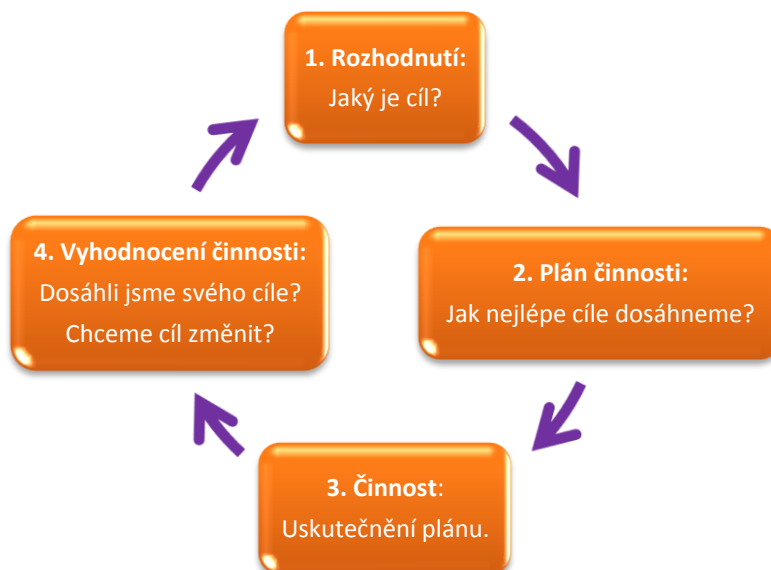 1. Rozhodnutí:
Jaký je cíl?
2. Plán činnosti:
Jak nejlépe cíle dosáhneme?
3. Činnost:
Uskutečnění plánu.
4. Vyhodnocení činnosti:
Dosáhli jsme svého cíle?
Chceme cíl změnit?